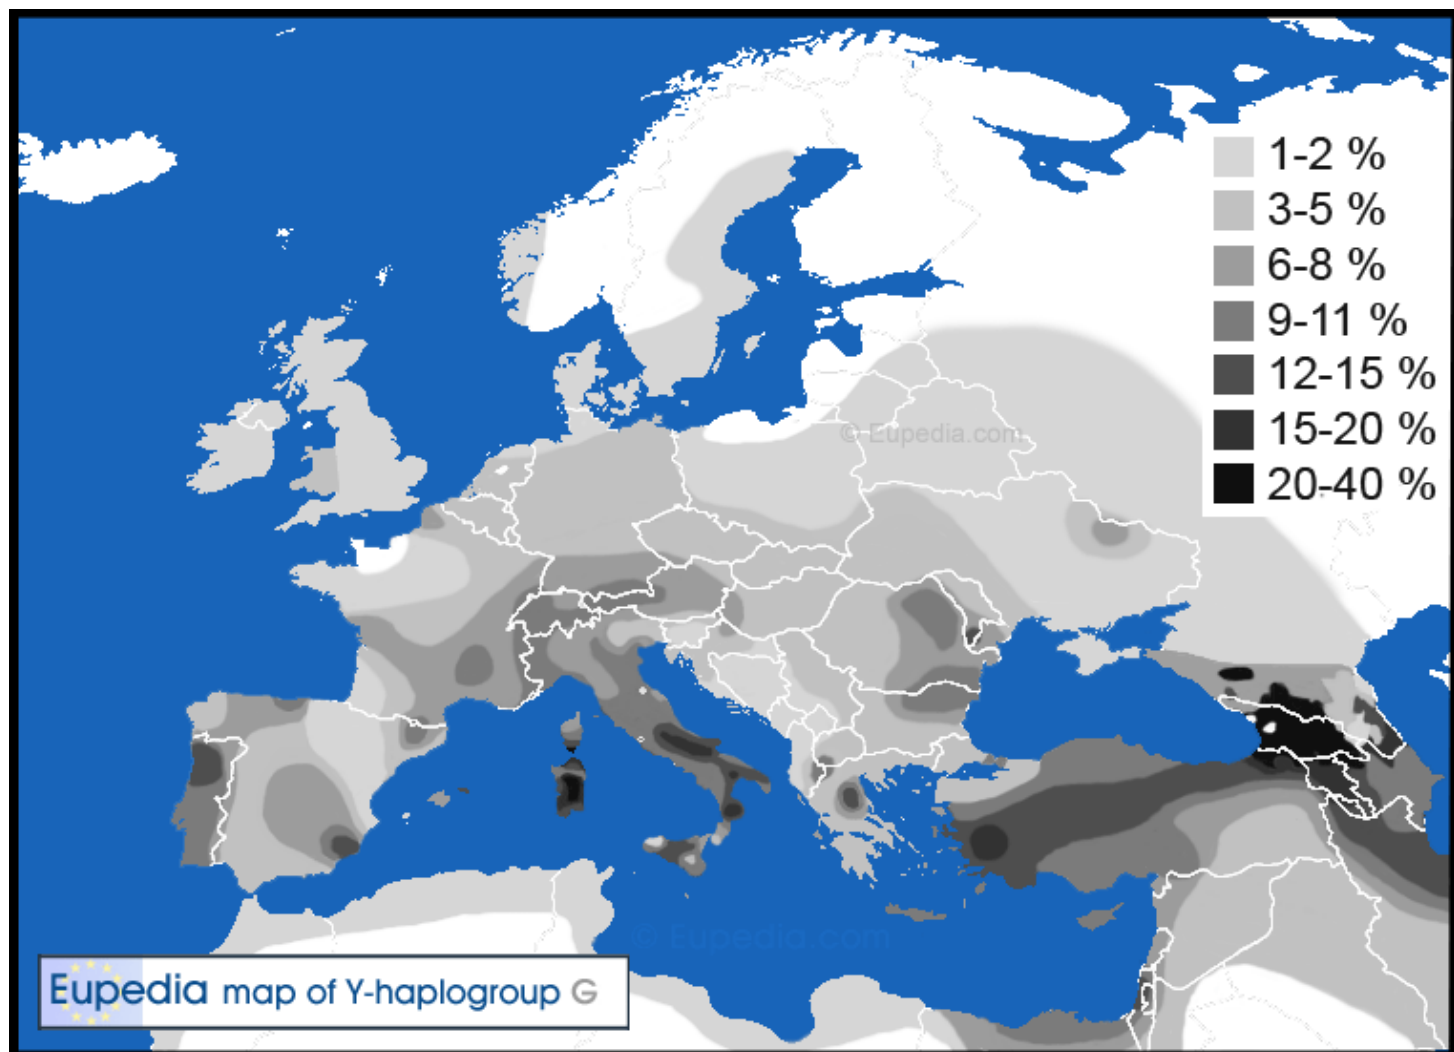 1-2 %
3-5 %
6-8 %
9-11 %
12-15 %
15-20 %
20-40 %
© Eupedia.com
© Eupedia.com
Eupedia map of Y-haplogroup G